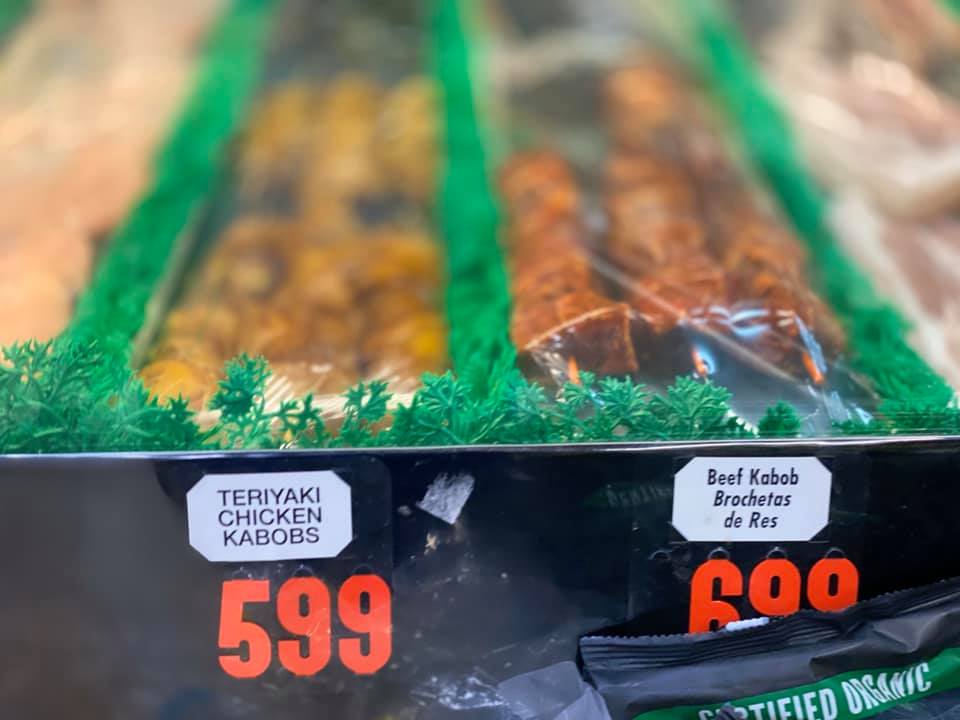 TERIYAKI
CHICKEN
KABOBS
599
Beef Kabob
Brochetas
de Res
699
CERTIFIED ORGANIC